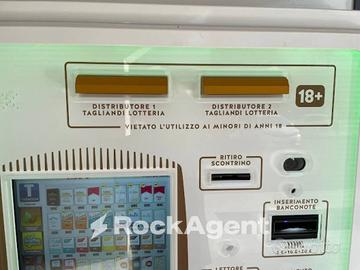 DISTRIBUTORE 1
TAGLIANDI LOTTERIA
DISTRIBUTORE 2
TAGLIANDI LOTTERIA
18+
VIETATO L'UTILIZZO AI MINORI DI ANNI 18
RITIRO
SCONTRINO
INSERIMENTO
BANCONOTE
RockAgent
LETTORE